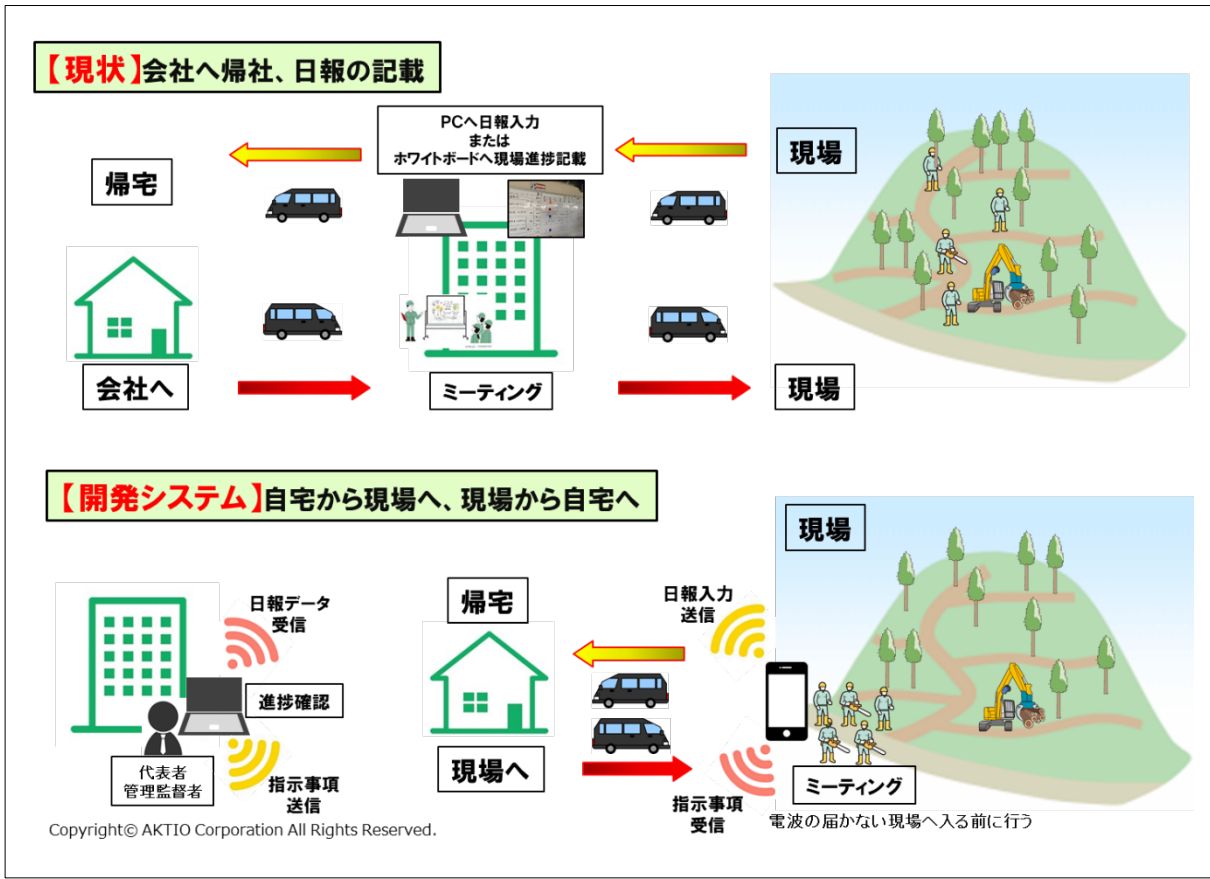 【現状】会社へ帰社、日報の記載
PCへ日報入力
または
ホワイトボードへ現場進捗記載
現場
帰宅
会社へ
ミーティング
現場
【開発システム】自宅から現場へ、現場から自宅へ
現場
日報データ
受信
帰宅
日報入力
送信
進捗確認
代表者
管理監督者
指示事項
送信
現場へ
指示事項
受信
ミーティング
電波の届かない現場へ入る前に行う
Copyright© AKTIO Corporation All Rights Reserved.